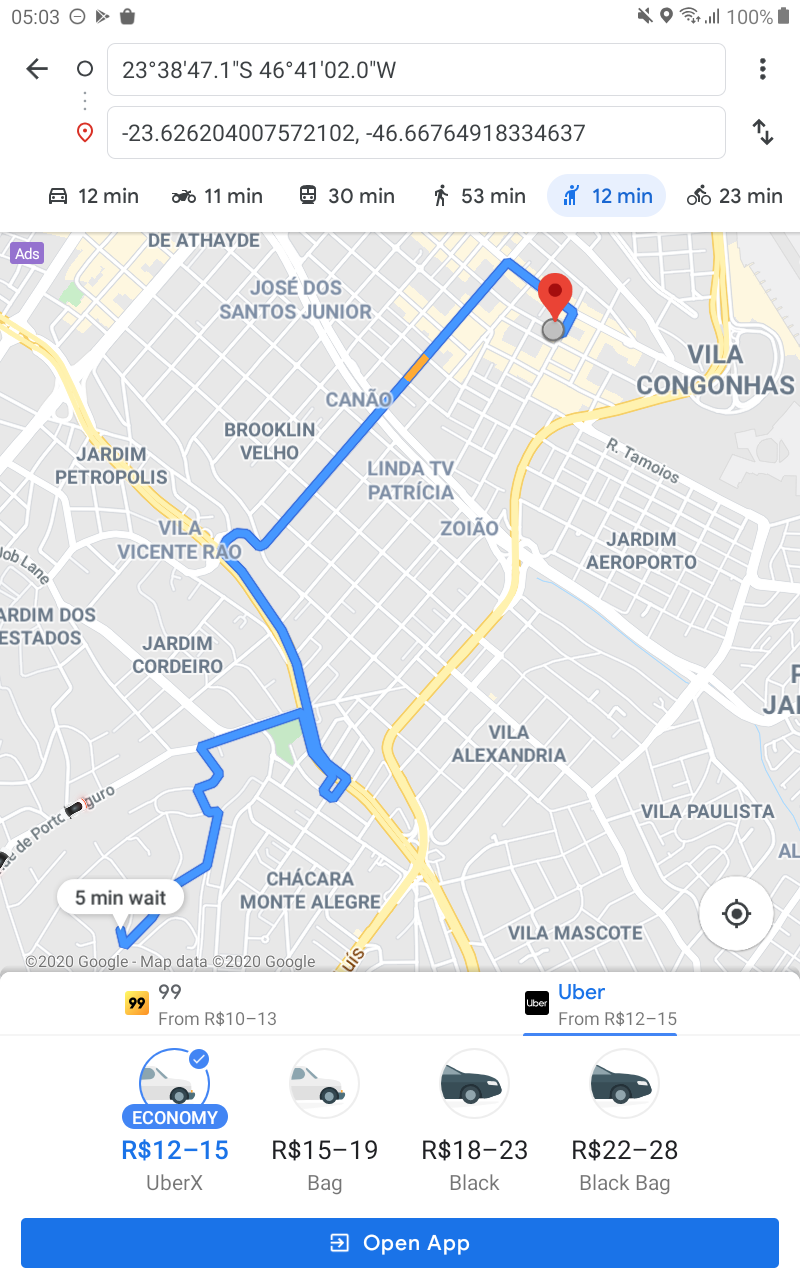 05:03
100%
23°38'47.1"S 46°41'02.0"W
-23.626204007572102, -46.66764918334637
12 min
11 min
30 min
53 min
12 min
23 min
Ads
DE ATHAYDE
JOSÉ DOS
SANTOS JUNIOR
VILA
CONGONHAS
CANÃO
BROOKLIN
VELHO
R. Tamoios
JARDIM
PETROPOLIS
LINDA TV
PATRÍCIA
VILA
VICENTE RAO
ZOIÃO
JARDIM
AEROPORTO
ob Lane
ARDIM DOS
ESTADOS
JARDIM
CORDEIRO
P
JAI
VILA
ALEXANDRIA
de de Porto
guro
VILA PAULISTA
AL
CHÁCARA
MONTE ALEGRE
5 min wait
VILA MASCOTE
uís
©2020 Google - Map data ©2020 Google
99
99
From R$10–13
Uber
Uber
From R$12–15
ECONOMY
R$12–15
UberX
R$15–19
Bag
R$18–23
Black
R$22–28
Black Bag
Open App